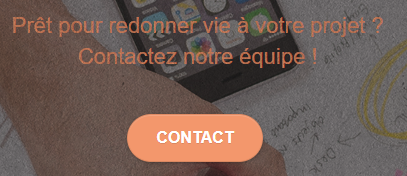 Prêt pour redonner vie à votre projet ?
Contactez notre équipe !
CONTACT